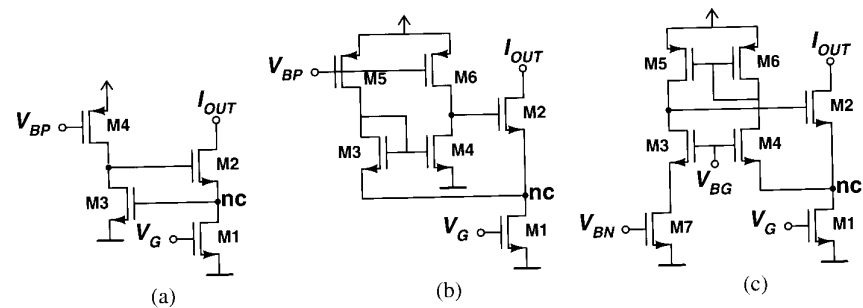 V_BP
M4
I_OUT
M2
M3
nc
V_G
M1
(a)
V_BP
M5
M6
I_OUT
M2
M3
M4
nc
V_G
M1
(b)
M5
M6
I_OUT
M2
M3
M4
V_BG
nc
V_BN
M7
V_G
M1
(c)